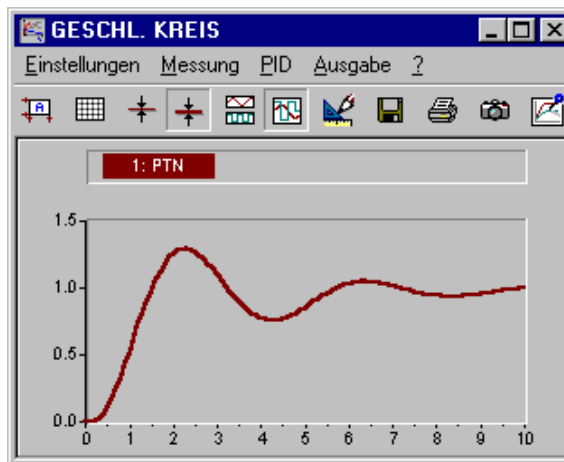 GESCHL. KREIS
Einstellungen Messung PID Ausgabe ?
A
1: PTN
1.5
1.0
0.5
0.0
0 1 2 3 4 5 6 7 8 9 10